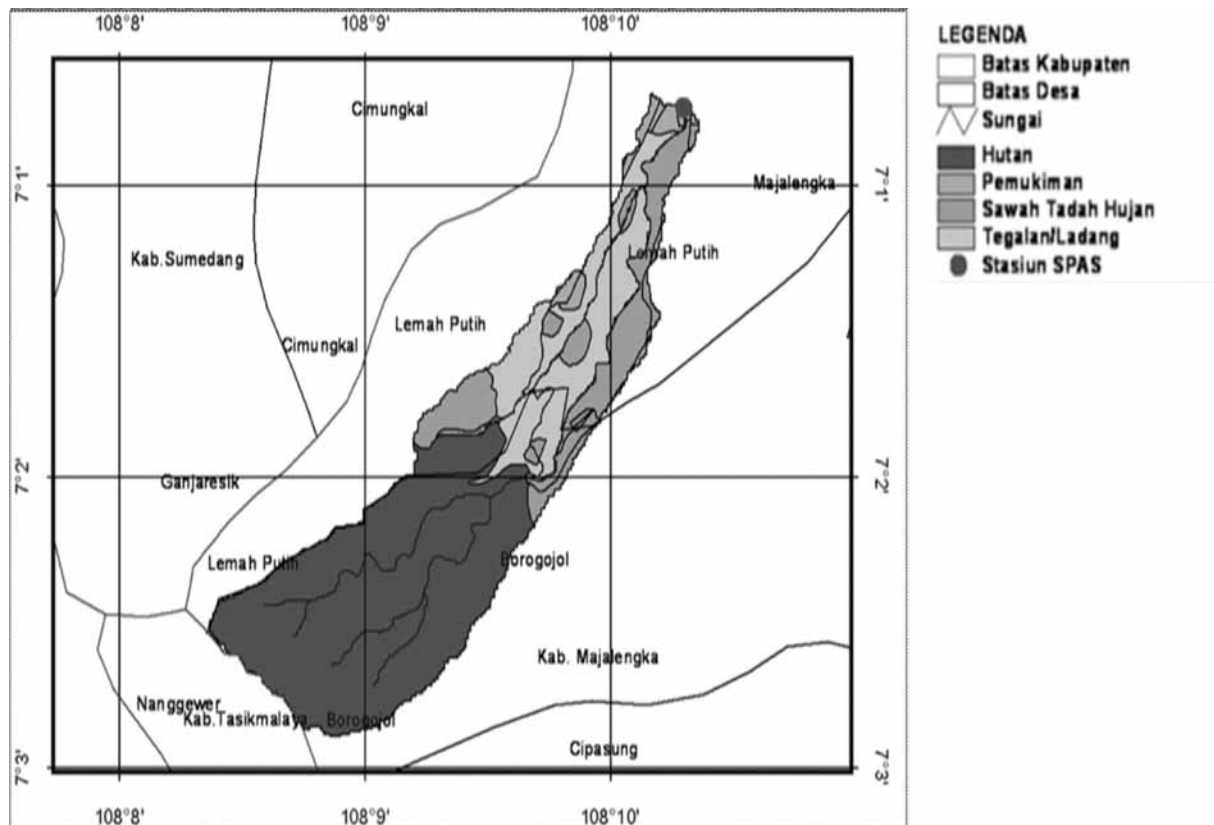 108°8' 108°9' 108°10'
LEGENDA
Batas Kabupaten
Batas Desa
Sungai
Hutan
Pemukiman
Sawah Tadah Hujan
Tegalan/Ladang
Stasiun SPAS
Cimungkal
7°1'
Majalengka
7°1'
Kab.Sumedang
Lemah Putih
Lemah Putih
Cimungkal
7°2'
Ganjaresik
7°2'
Lemah Putih
Borogojol
Kab. Majalengka
Nanggewer
Kab.Tasikmalaya
Borogojol
Cipasung
7°3'
7°3'
108°8' 108°9' 108°10'